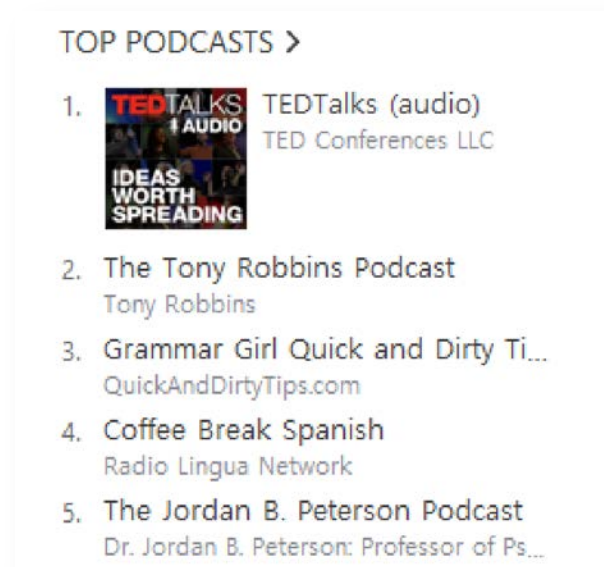 TOP PODCASTS >
1.
TEDTALKS
AUDIO
IDEAS
WORTH
SPREADING
TEDTalks (audio)
TED Conferences LLC
2. The Tony Robbins Podcast
Tony Robbins
3. Grammar Girl Quick and Dirty Ti...
QuickAndDirtyTips.com
4. Coffee Break Spanish
Radio Lingua Network
5. The Jordan B. Peterson Podcast
Dr. Jordan B. Peterson: Professor of Ps...